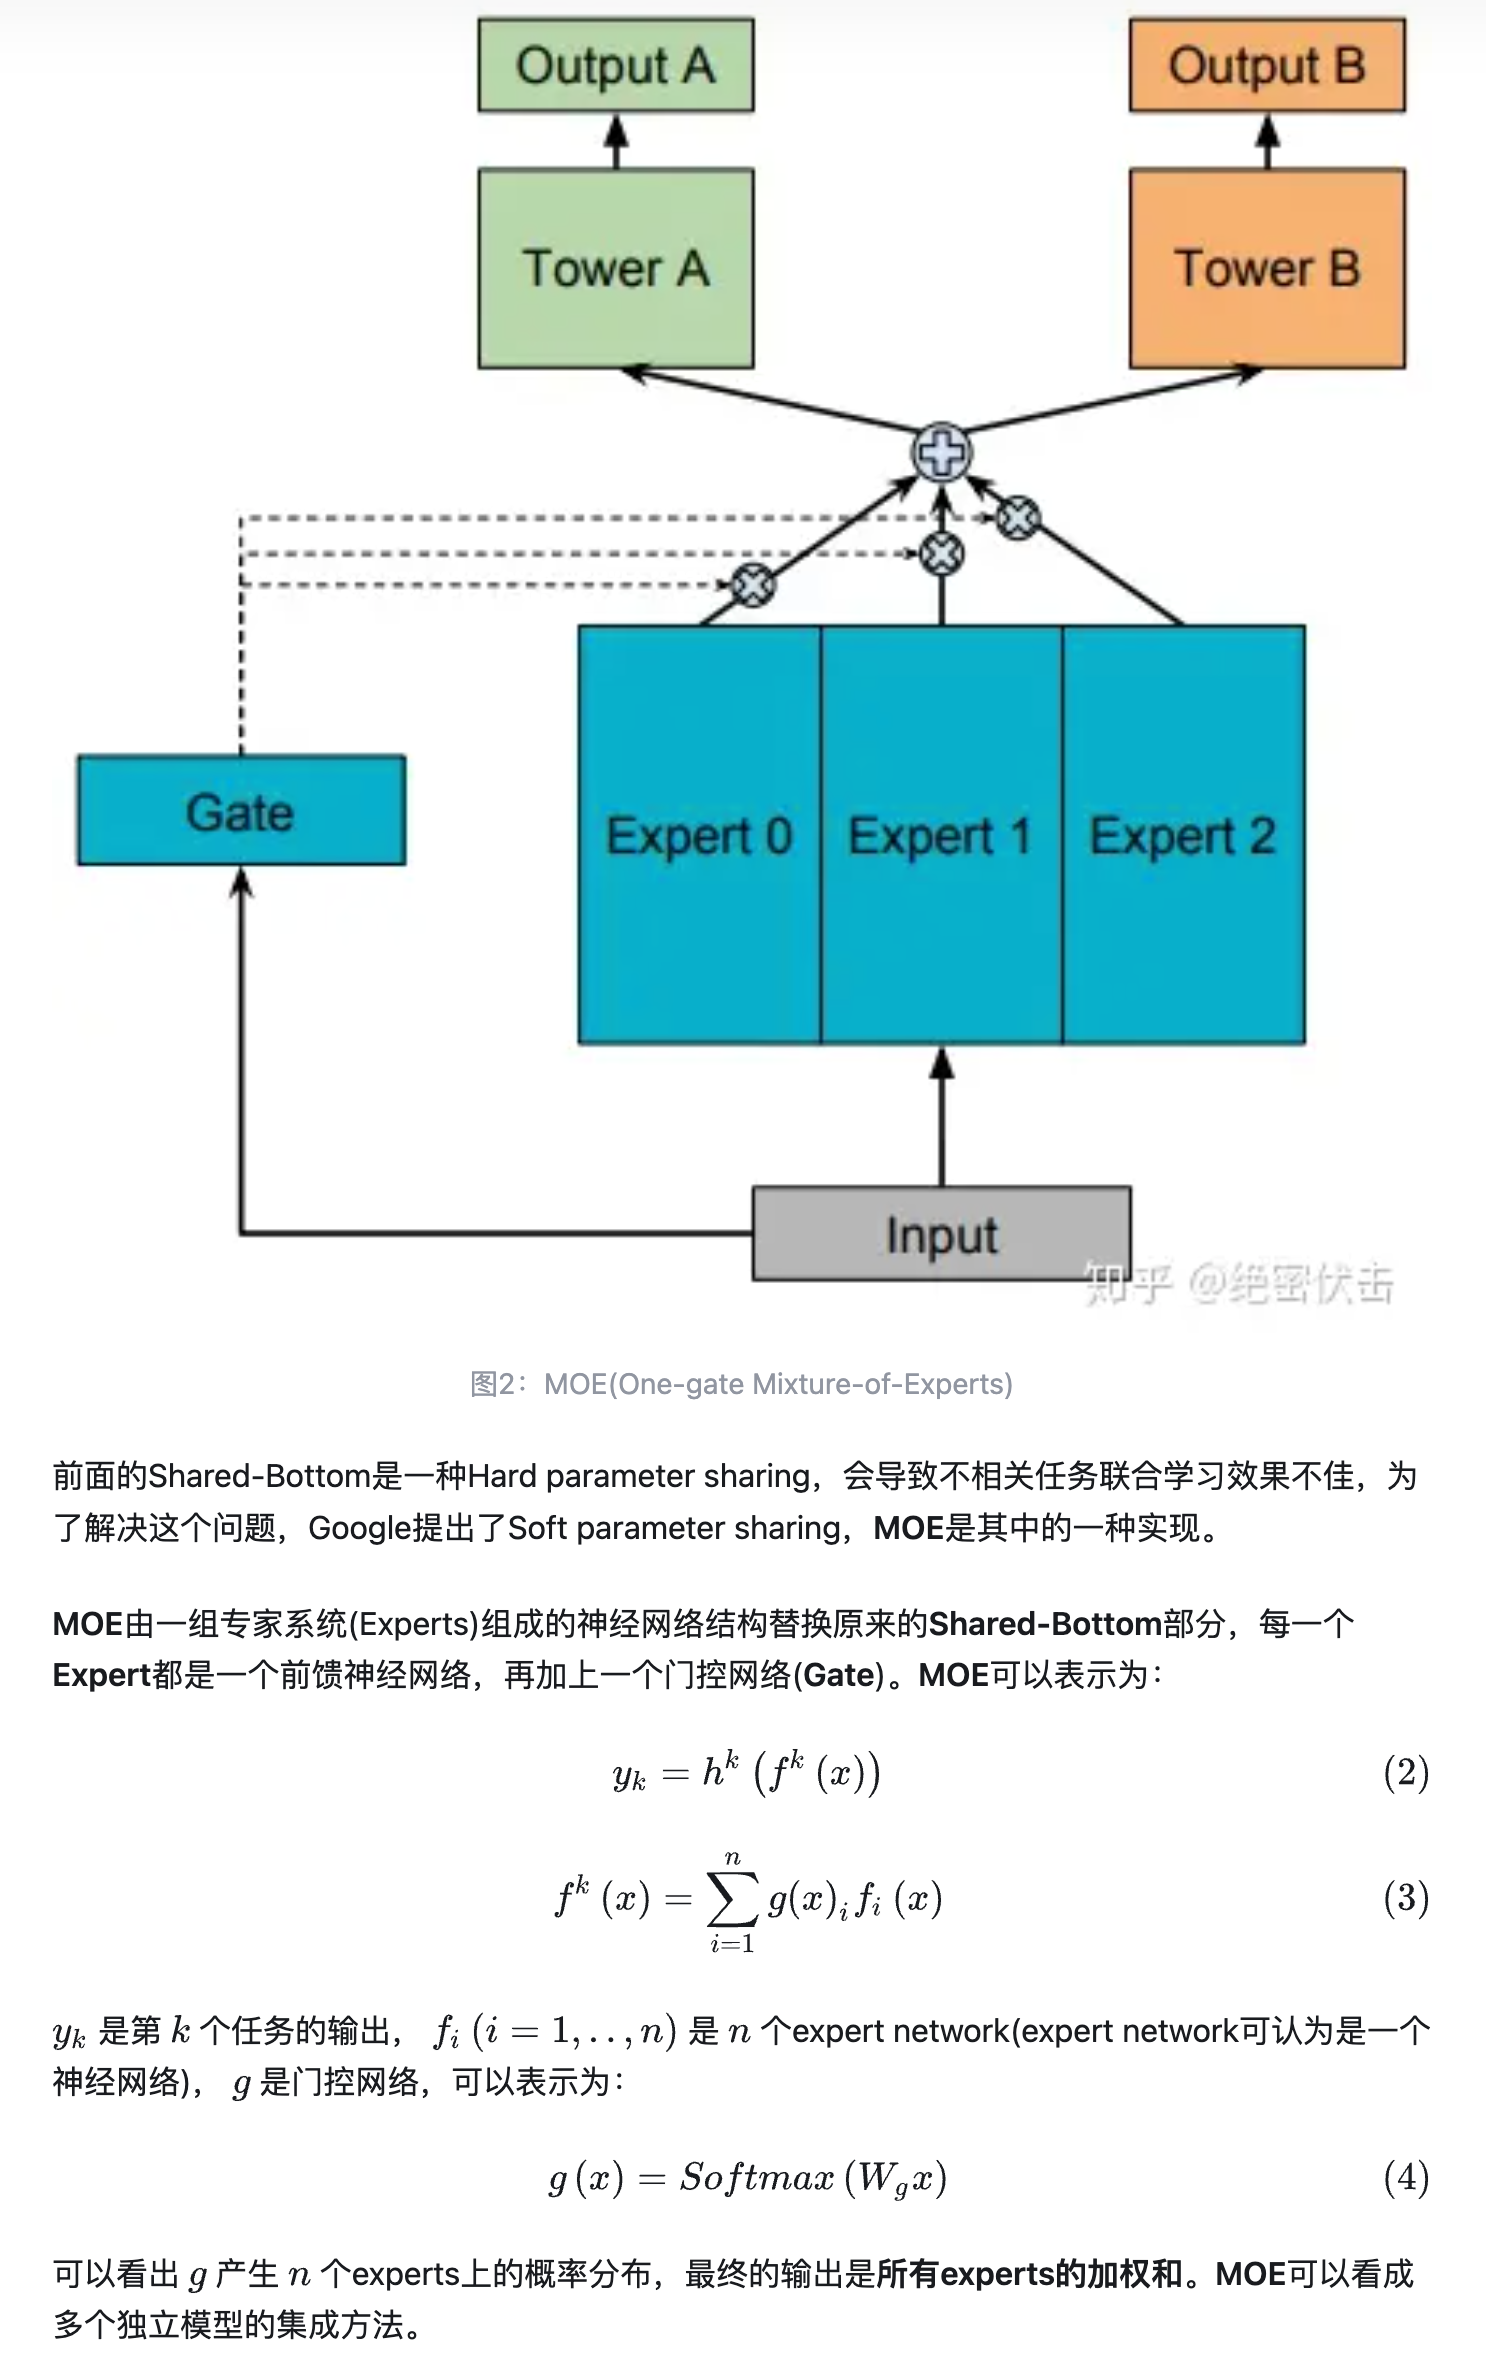 Output A
Output B
Tower A
Tower B
Gate
Expert 0
Expert 1
Expert 2
Input
知乎 @绝密伏击
图2：MOE(One-gate Mixture-of-Experts)
前面的Shared-Bottom是一种Hard parameter sharing，会导致不相关任务联合学习效果不佳，为
了解决这个问题，Google提出了Soft parameter sharing，MOE是其中的一种实现。
MOE由一组专家系统(Experts)组成的神经网络结构替换原来的Shared-Bottom部分，每一个
Expert都是一个前馈神经网络，再加上一个门控网络(Gate)。MOE可以表示为：
y_k = h^k (f^k (x)) (2)
f^k (x) = \sum_{i=1}^{n} g(x)_i f_i (x) (3)
y_k 是第 k 个任务的输出， f_i (i = 1,..,n) 是 n 个expert network(expert network可认为是一个
神经网络)， g 是门控网络，可以表示为：
g (x) = Softmax (W_g x) (4)
可以看出 g 产生 n 个experts上的概率分布，最终的输出是所有experts的加权和。MOE可以看成
多个独立模型的集成方法。